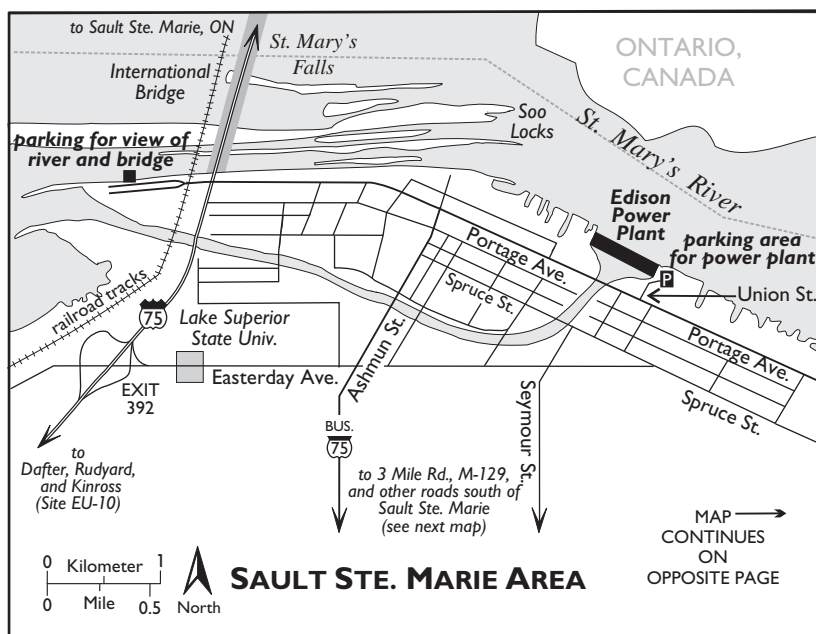 to Sault Ste. Marie, ON
St. Mary's
Falls
International
Bridge
ONTARIO,
CANADA
Soo
Locks
St. Mary's River
parking for view of
river and bridge
Edison
Power
Plant
parking area
for power plant
P
Union St.
Portage Ave.
Spruce St.
railroad tracks
75
Lake Superior
State Univ.
Ashmun St.
Portage Ave.
Spruce St.
EXIT
392
Easterday Ave.
Seymour St.
BUS.
75
to
Dafter, Rudyard,
and Kinross
(Site EU-10)
to 3 Mile Rd., M-129,
and other roads south of
Sault Ste. Marie
(see next map)
MAP
CONTINUES
ON
OPPOSITE PAGE
0 Kilometer 1
0 Mile 0.5
North
SAULT STE. MARIE AREA